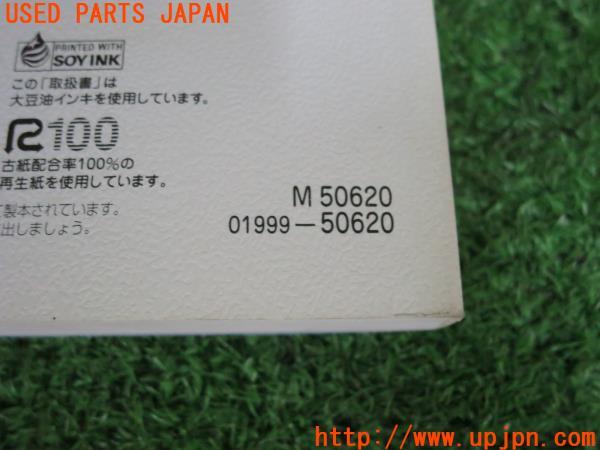 USED PARTS JAPAN
PRINTED WITH
SOY INK
この「取扱書」は
大豆油インキを使用しています。
R100
古紙配合率100%の
再生紙を使用しています。
製本されています。
出しましょう。
M 50620
01999-50620
http://www.upjpn.com